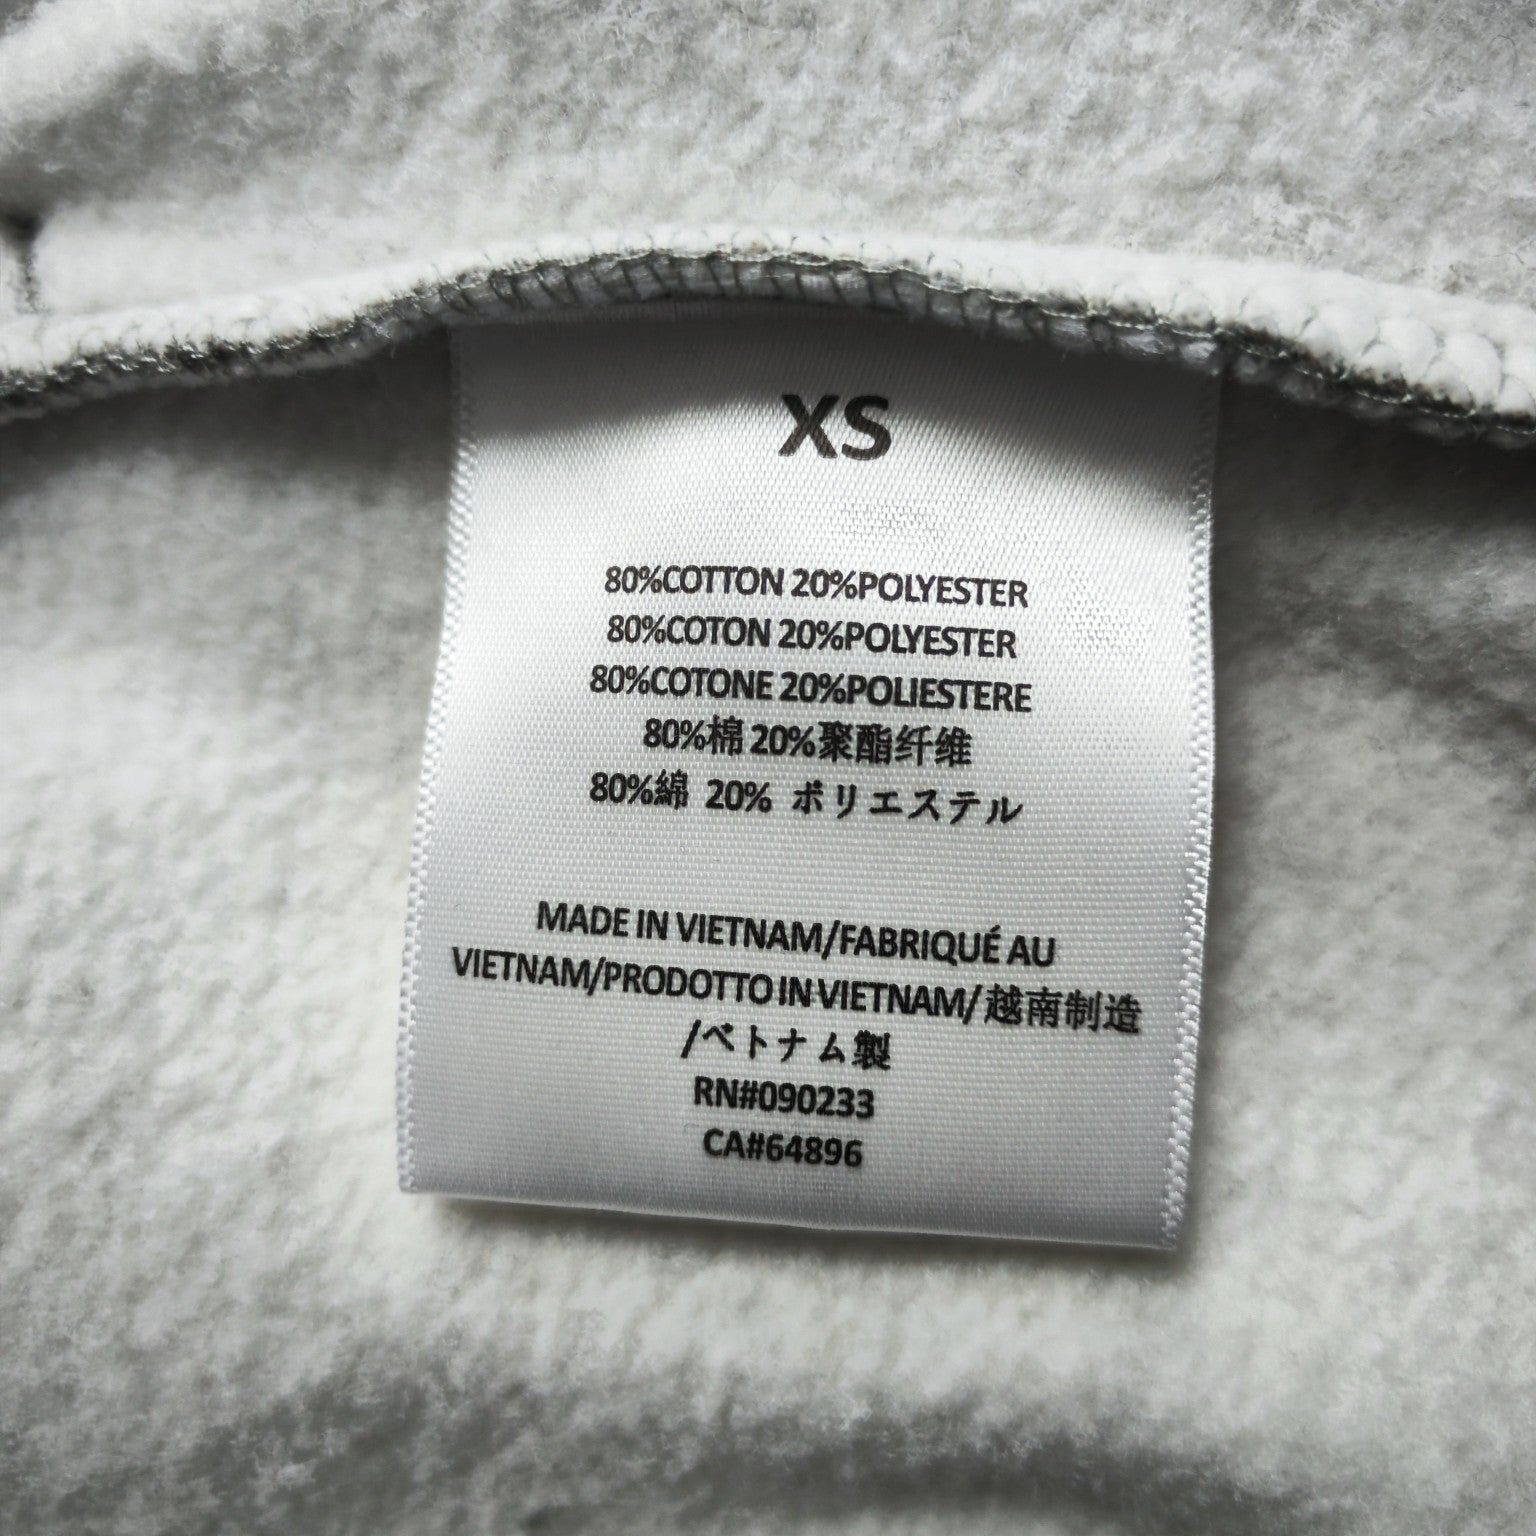 XS
80%COTTON 20%POLYESTER
80%COTON 20%POLYESTER
80%COTONE 20%POLIESTERE
80%棉 20%聚酯纤维
80%綿 20% ポリエステル
MADE IN VIETNAM/FABRIQUÉ AU
VIETNAM/PRODOTTO IN VIETNAM/越南制造
/ベトナム製
RN#090233
CA#64896